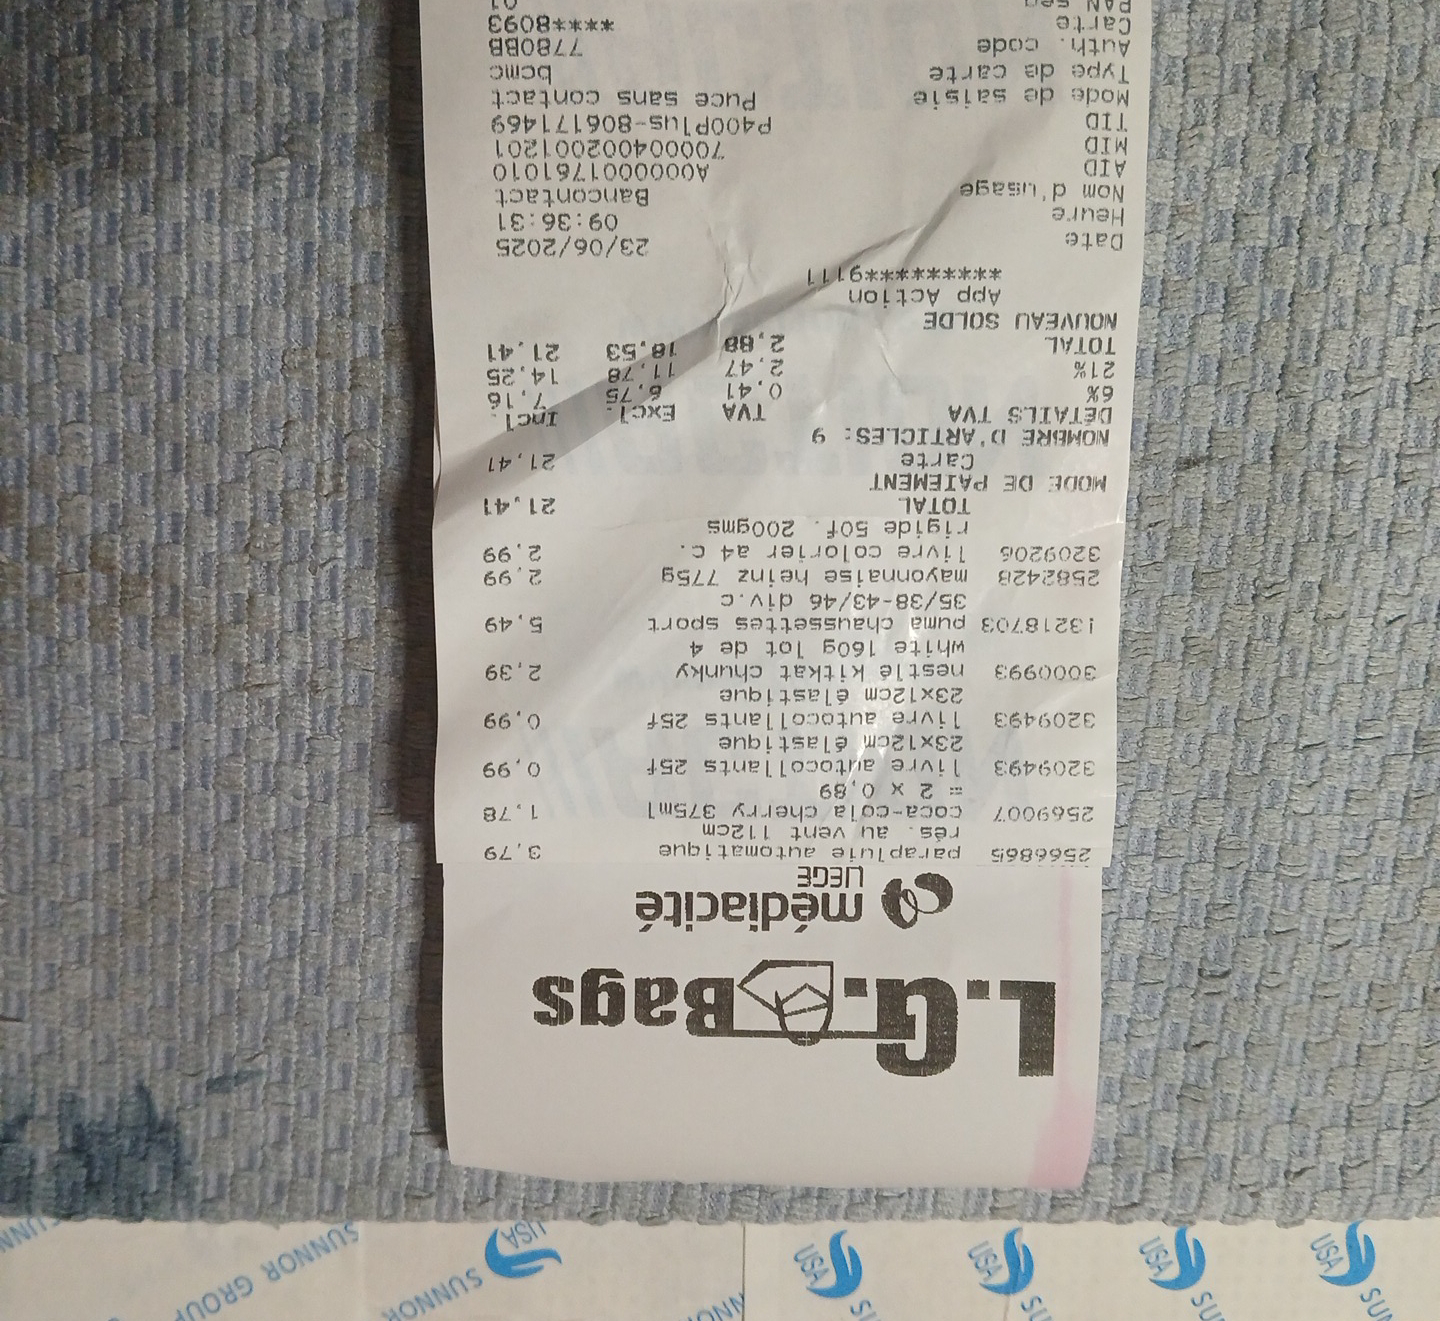 L.G. Bags
médiacité
LIEGE
2566865 parapluie automatique 3,79
rés. au vent 112cm
2569007 coca-cola cherry 375ml 1,78
= 2 x 0,89
3209493 livre autocollants 25f 0,99
23x12cm élastique
3209493 livre autocollants 25f 0,99
23x12cm élastique
3000993 nestlé kitkat chunky 2,39
white 160g lot de 4
!3218703 puma chaussettes sport 5,49
35/38-43/46 div.c
2582428 mayonnaise heinz 775g 2,99
3209206 livre colorier a4 c. 2,99
rigide 50f. 200gms
TOTAL 21,41
MODE DE PAIEMENT
Carte 21,41
NOMBRE D'ARTICLES: 9
DETAILS TVA TVA Excl. Incl.
6% 0,41 6,75 7,16
21% 2,47 11,78 14,25
TOTAL 2,88 18,53 21,41
NOUVEAU SOLDE
App Action
***********9111
Date 23/06/2025
Heure 09:36:31
Nom d'usage Bancontact
AID A0000001761010
MID 700004002001201
TID P400Plus-806171469
Mode de saisie Puce sans contact
Type de carte bcmc
Auth. code 7780BB
Carte ****8093
PAN seq 01
SUNNOR GROUP
SUNNOR
USA
USA
USA
USA
USA